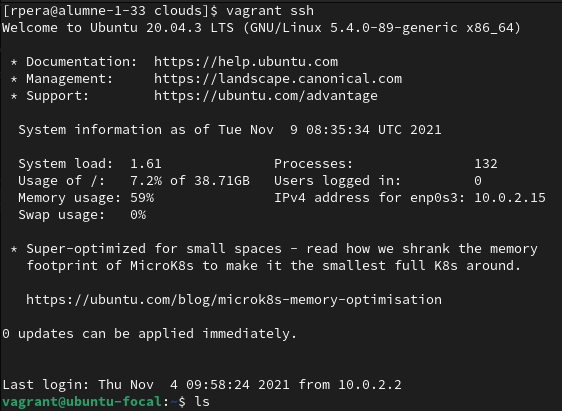 [rpera@alumne-1-33 clouds]$ vagrant ssh
Welcome to Ubuntu 20.04.3 LTS (GNU/Linux 5.4.0-89-generic x86_64)

 * Documentation:  https://help.ubuntu.com
 * Management:     https://landscape.canonical.com
 * Support:        https://ubuntu.com/advantage

  System information as of Tue Nov  9 08:35:34 UTC 2021

  System load:  1.61              Processes:               132
  Usage of /:   7.2% of 38.71GB   Users logged in:         0
  Memory usage: 59%               IPv4 address for enp0s3: 10.0.2.15
  Swap usage:   0%

 * Super-optimized for small spaces - read how we shrank the memory
   footprint of MicroK8s to make it the smallest full K8s around.

   https://ubuntu.com/blog/microk8s-memory-optimisation

0 updates can be applied immediately.


Last login: Thu Nov  4 09:58:24 2021 from 10.0.2.2
vagrant@ubuntu-focal:~$ ls